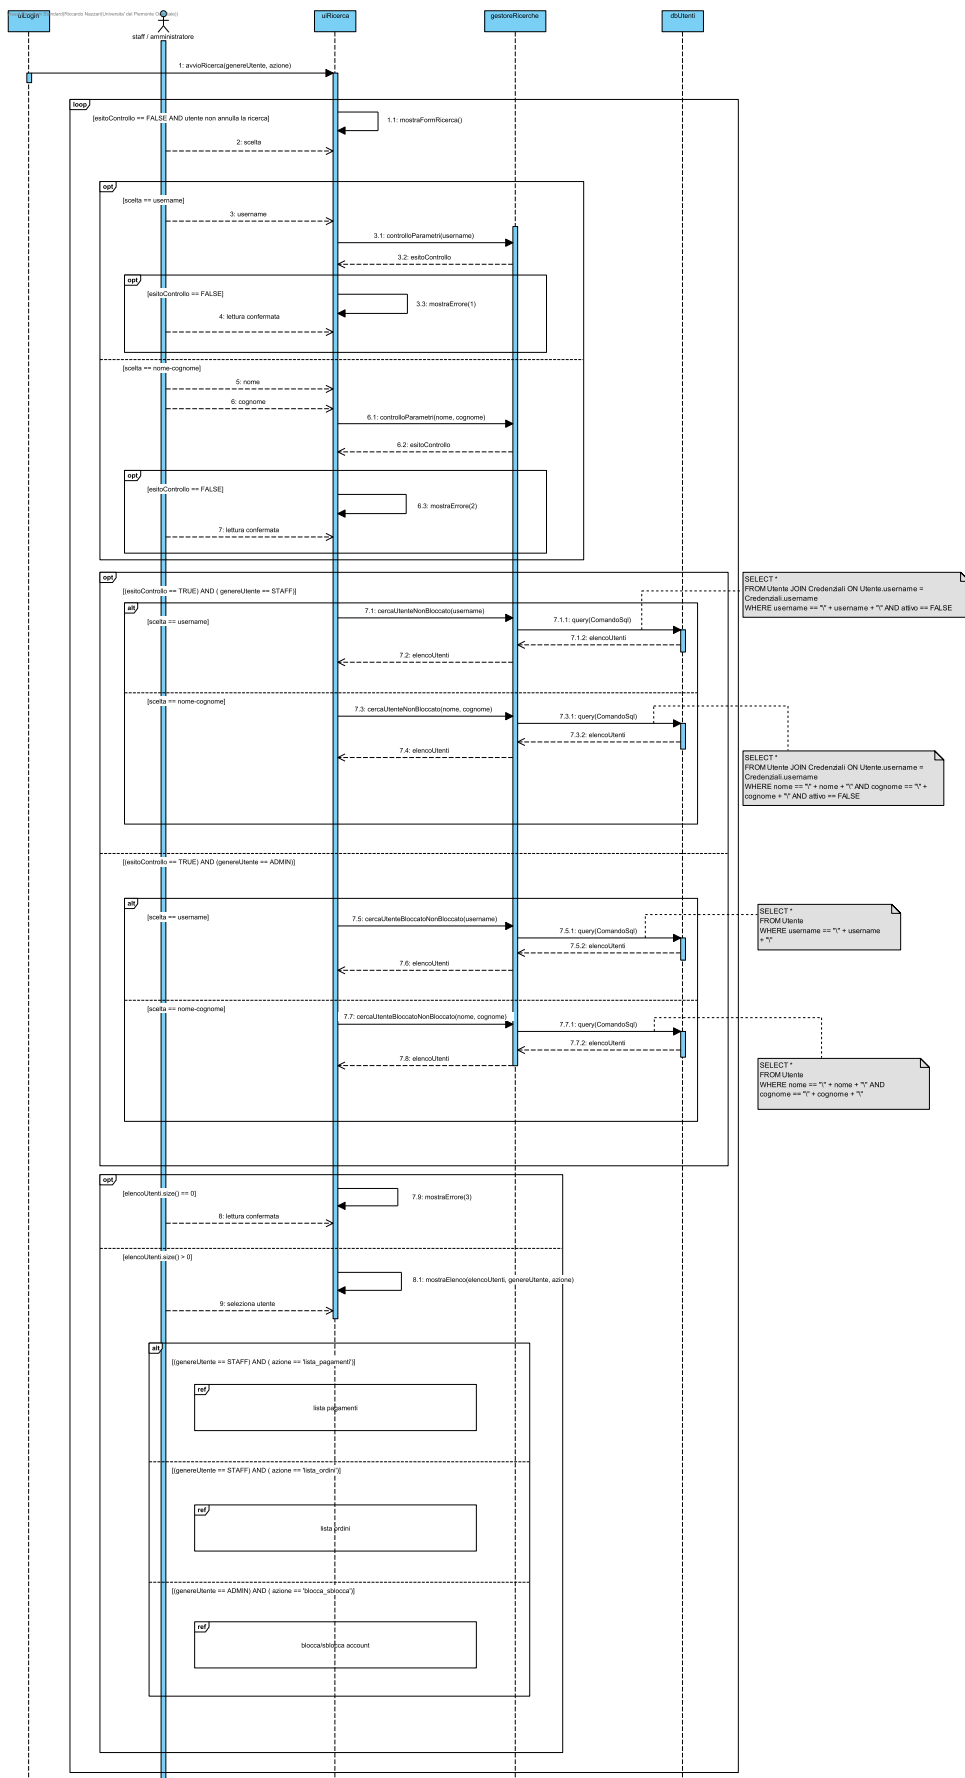 uiLogin
staff / amministratore
uiRicerca
gestoreRicerche
dbUtenti
1: avvioRicerca(genereUtente, azione)
loop
[esitoControllo == FALSE AND utente non annulla la ricerca]
1.1: mostraFormRicerca()
2: scelta
opt
[scelta == username]
3: username
3.1: controlloParametri(username)
3.2: esitoControllo
opt
[esitoControllo == FALSE]
3.3: mostraErrore(1)
4: lettura confermata
[scelta == nome-cognome]
5: nome
6: cognome
6.1: controlloParametri(nome, cognome)
6.2: esitoControllo
opt
[esitoControllo == FALSE]
6.3: mostraErrore(2)
7: lettura confermata
opt
[(esitoControllo == TRUE) AND ( genereUtente == STAFF)]
SELECT *
FROM Utente JOIN Credenziali ON Utente.username =
Credenziali.username
WHERE username == "\" + username + "\" AND attivo == FALSE
alt
[scelta == username]
7.1: cercaUtenteNonBloccato(username)
7.1.1: query(ComandoSql)
7.1.2: elencoUtenti
7.2: elencoUtenti
[scelta == nome-cognome]
7.3: cercaUtenteNonBloccato(nome, cognome)
7.3.1: query(ComandoSql)
7.3.2: elencoUtenti
7.4: elencoUtenti
SELECT *
FROM Utente JOIN Credenziali ON Utente.username =
Credenziali.username
WHERE nome == "\" + nome + "\" AND cognome == "\" +
cognome + "\" AND attivo == FALSE
[(esitoControllo == TRUE) AND (genereUtente == ADMIN)]
alt
[scelta == username]
7.5: cercaUtenteBloccatoNonBloccato(username)
7.5.1: query(ComandoSql)
7.5.2: elencoUtenti
7.6: elencoUtenti
SELECT *
FROM Utente
WHERE username == "\" + username
+ "\"
[scelta == nome-cognome]
7.7: cercaUtenteBloccatoNonBloccato(nome, cognome)
7.7.1: query(ComandoSql)
7.7.2: elencoUtenti
7.8: elencoUtenti
SELECT *
FROM Utente
WHERE nome == "\" + nome + "\" AND
cognome == "\" + cognome + "\"
opt
[elencoUtenti.size() == 0]
7.9: mostraErrore(3)
8: lettura confermata
[elencoUtenti.size() > 0]
8.1: mostraElenco(elencoUtenti, genereUtente, azione)
9: seleziona utente
alt
[(genereUtente == STAFF) AND ( azione == 'lista_pagamenti')]
ref
lista pagamenti
[(genereUtente == STAFF) AND ( azione == 'lista_ordini')]
ref
lista ordini
[(genereUtente == ADMIN) AND ( azione == 'blocca_sblocca')]
ref
blocca/sblocca account